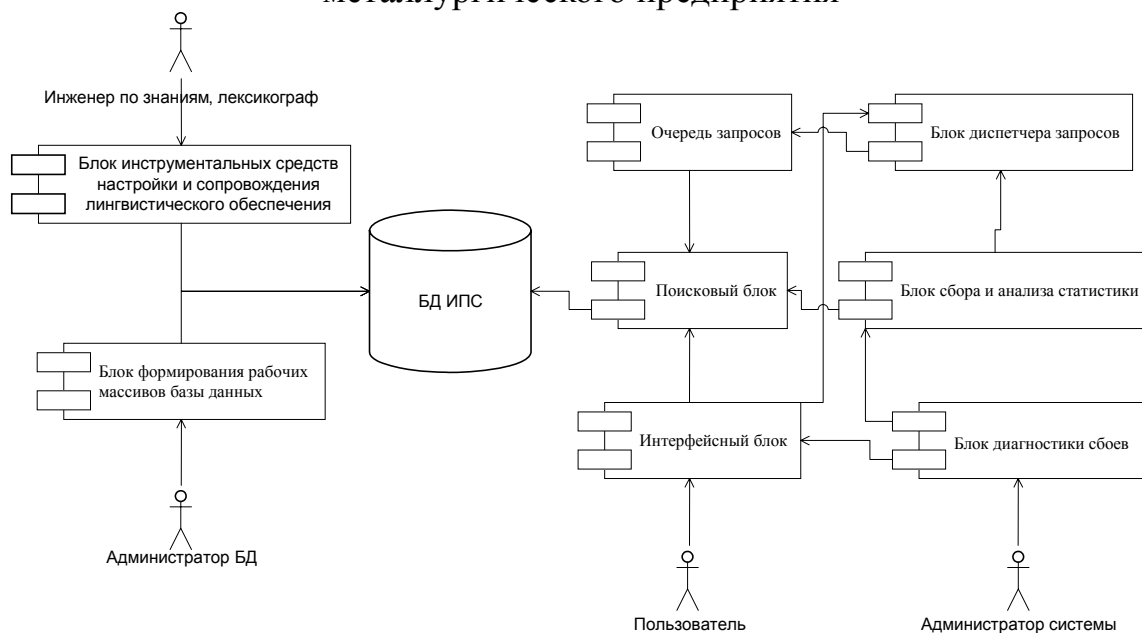 металлургического предприятия
Инженер по знаниям, лексикограф
Блок инструментальных средств
настройки и сопровождения
лингвистического обеспечения
Очередь запросов
Блок диспетчера запросов
БД ИПС
Поисковый блок
Блок сбора и анализа статистики
Блок формирования рабочих
массивов базы данных
Интерфейсный блок
Блок диагностики сбоев
Администратор БД
Пользователь
Администратор системы